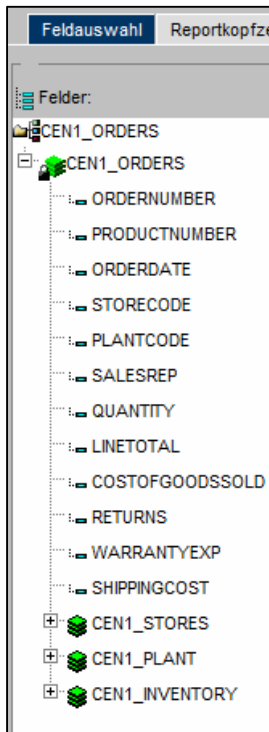 Feldauswahl Reportkopfze
Felder:
CEN1_ORDERS
CEN1_ORDERS
ORDERNUMBER
PRODUCTNUMBER
ORDERDATE
STORECODE
PLANTCODE
SALESREP
QUANTITY
LINETOTAL
COSTOFGOODSSOLD
RETURNS
WARRANTYEXP
SHIPPINGCOST
CEN1_STORES
CEN1_PLANT
CEN1_INVENTORY